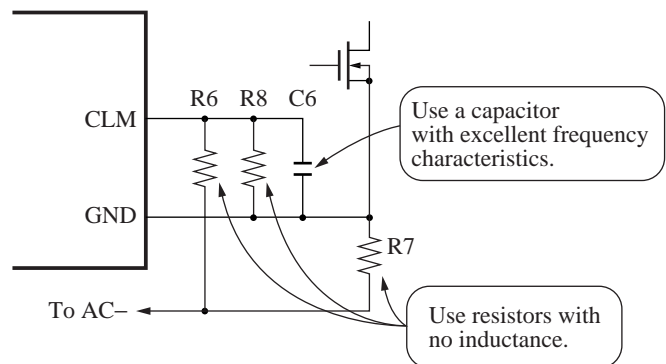 R6 R8 C6
CLM
Use a capacitor
with excellent frequency
characteristics.
GND
R7
To AC–
Use resistors with
no inductance.